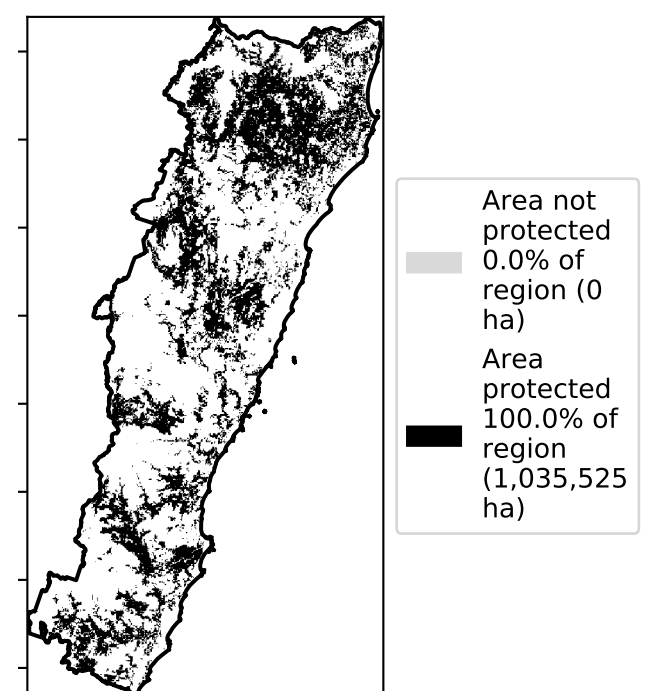 Area not
protected
0.0% of
region (0
ha)
Area
protected
100.0% of
region
(1,035,525
ha)